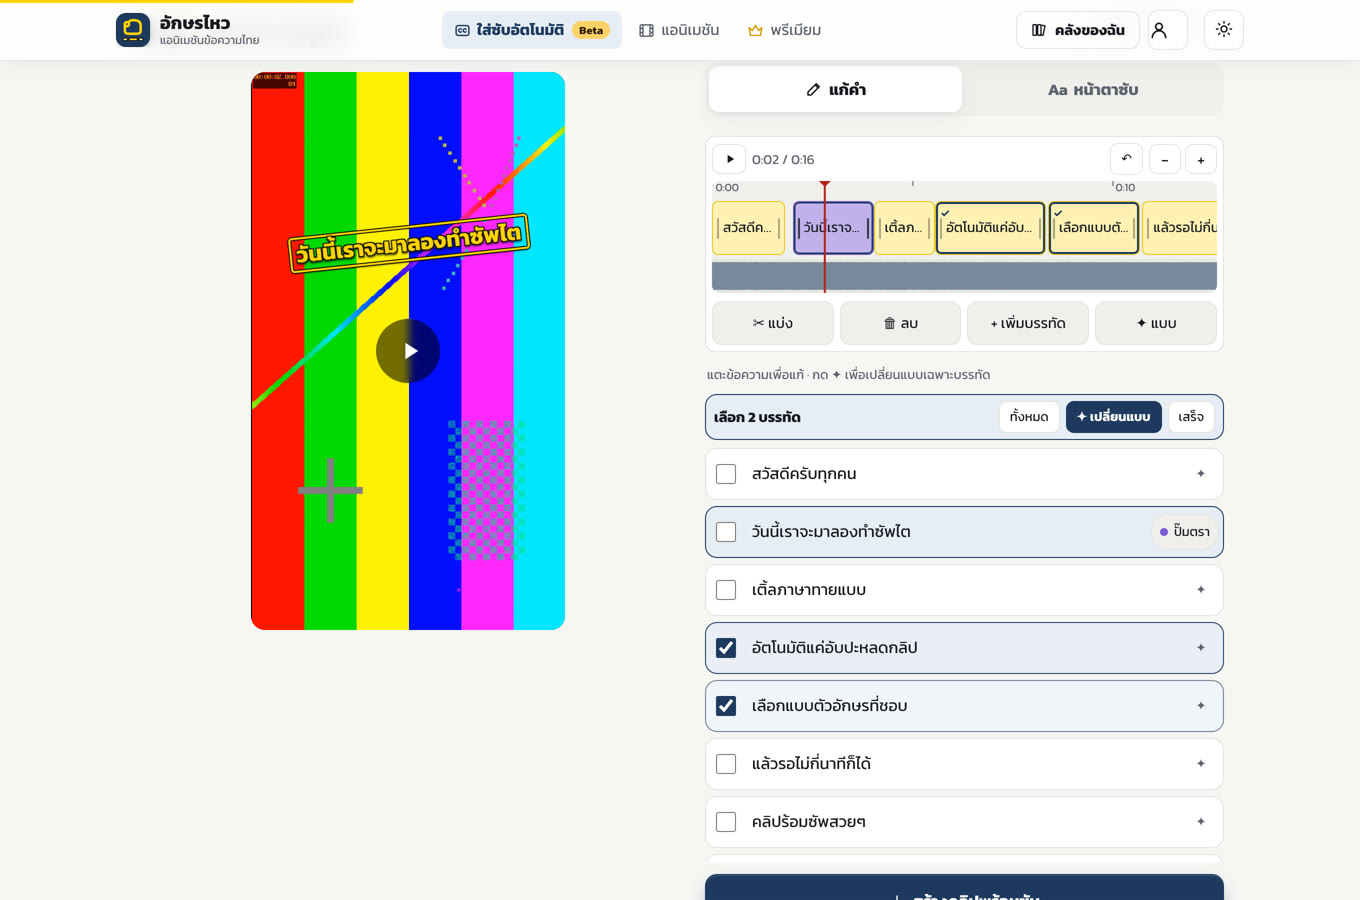 อักษรไหว
แอนิเมชันข้อความไทย
ใส่ซับอัตโนมัติ Beta
แอนิเมชัน
พรีเมียม
คลังของฉัน
00:00:02.000
วันนี้เราจะมาลองทำซัพไต
แก้คำ
Aa หน้าตาซับ
0:02 / 0:16
↶
−
+
0:00
0:10
สวัสดีค...
วันนี้เราจ...
เติ้ลภ...
อัตโนมัติแค่อับ...
เลือกแบบตั...
แล้วรอไม่กี่น
✂ แบ่ง
🗑 ลบ
+ เพิ่มบรรทัด
✦ แบบ
แตะข้อความเพื่อแก้ · กด ✦ เพื่อเปลี่ยนแบบเฉพาะบรรทัด
เลือก 2 บรรทัด
ทั้งหมด
✦ เปลี่ยนแบบ
เสร็จ
สวัสดีครับทุกคน
วันนี้เราจะมาลองทำซัพไต
ปั๊มตรา
เติ้ลภาษาทายแบบ
อัตโนมัติแค่อับปะหลดกลิป
เลือกแบบตัวอักษรที่ชอบ
แล้วรอไม่กี่นาทีก็ได้
คลิปร้อมซัพสวยๆ